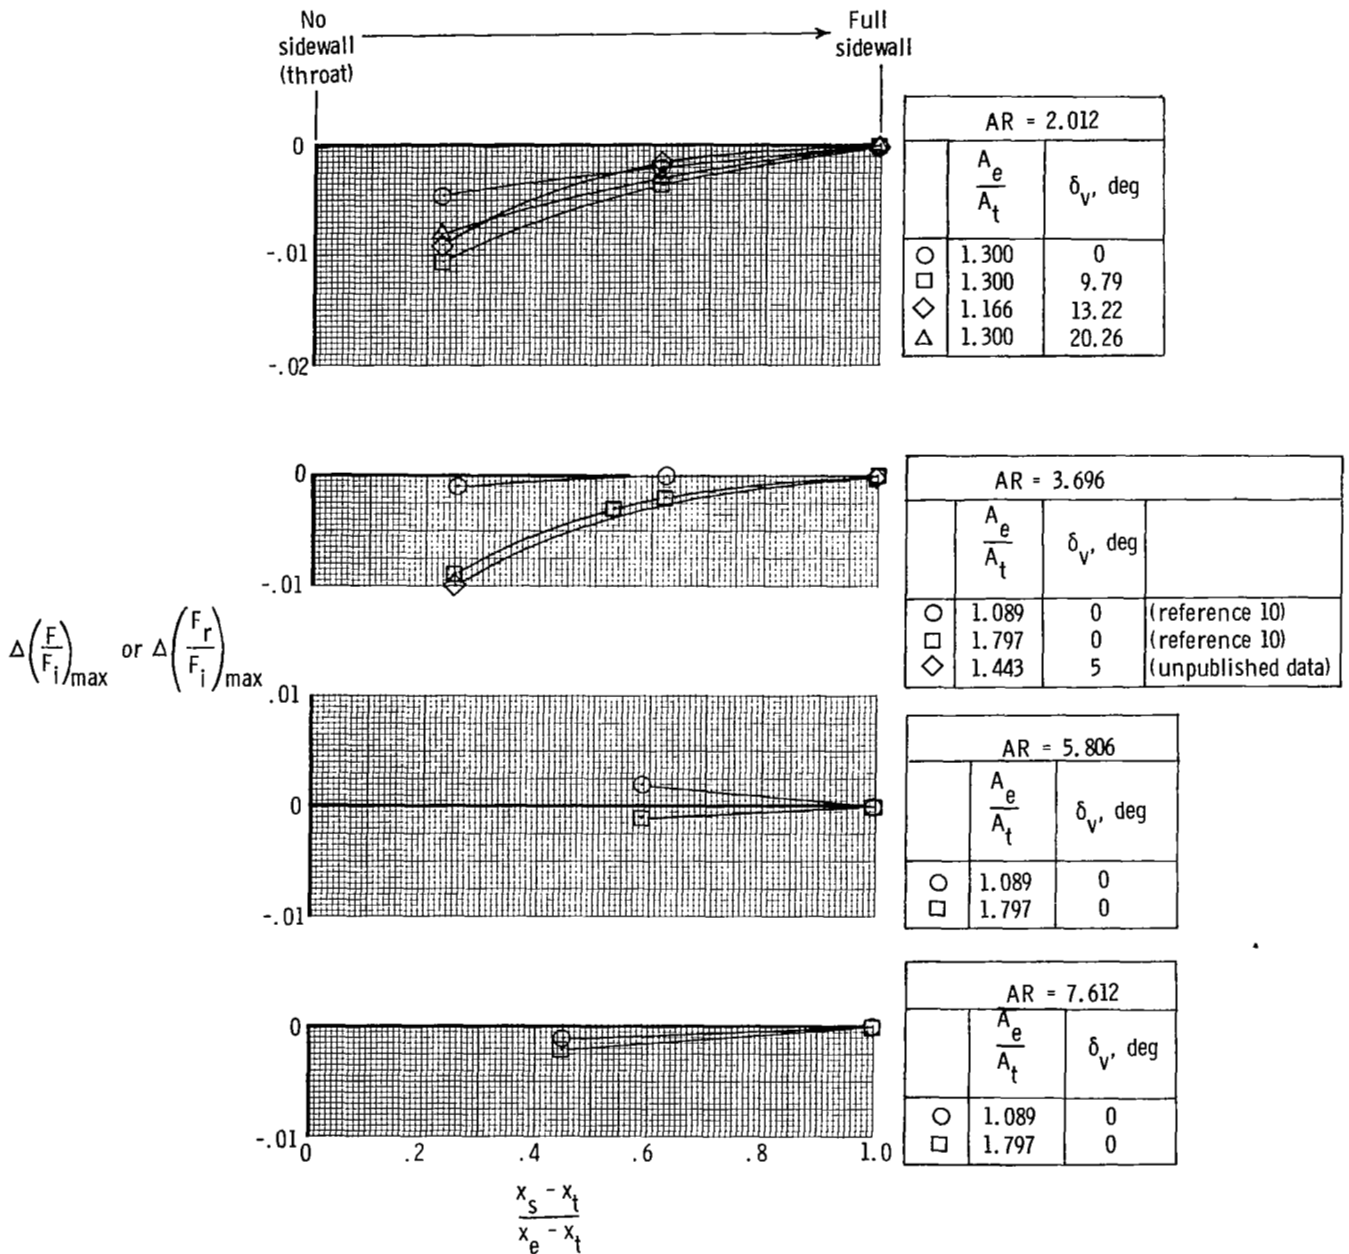 No
sidewall
(throat)
Full
sidewall
0
-.01
-.02
AR = 2.012
A_e/A_t δ_v, deg
○ 1.300 0
□ 1.300 9.79
◇ 1.166 13.22
△ 1.300 20.26
0
-.01
AR = 3.696
A_e/A_t δ_v, deg
○ 1.089 0 (reference 10)
□ 1.797 0 (reference 10)
◇ 1.443 5 (unpublished data)
Δ(F/F_i)max or Δ(F_r/F_i)max
.01
0
-.01
AR = 5.806
A_e/A_t δ_v, deg
○ 1.089 0
□ 1.797 0
0
-.01
AR = 7.612
A_e/A_t δ_v, deg
○ 1.089 0
□ 1.797 0
0 .2 .4 .6 .8 1.0
x_s - x_t
x_e - x_t